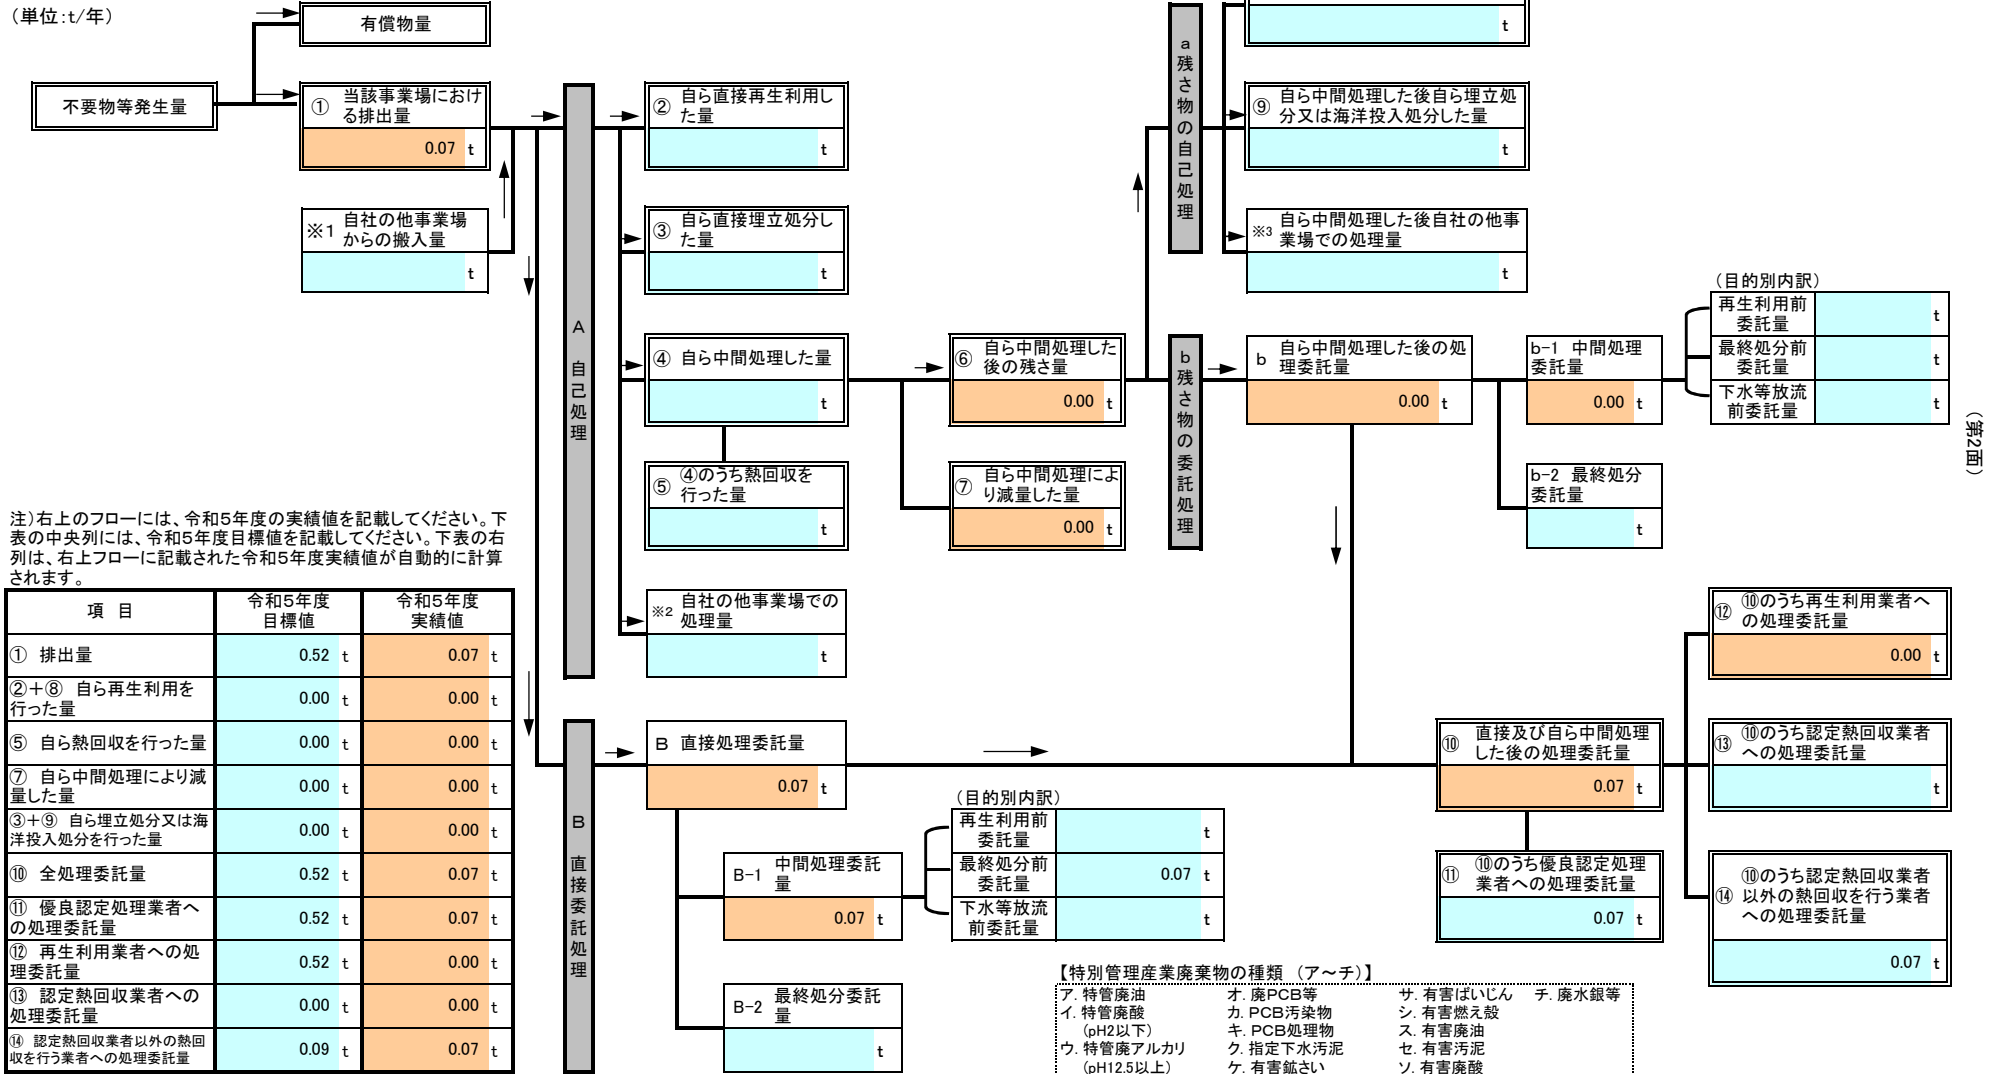 （単位：t/年）
有償物量
不要物等発生量
① 当該事業場におけ
る排出量
0.07 t
※1 自社の他事業場
からの搬入量
t
A 自己処理
② 自ら直接再生利用し
た量
t
③ 自ら直接埋立処分し
た量
t
④ 自ら中間処理した量
t
⑤ ④のうち熱回収を
行った量
t
※2 自社の他事業場での
処理量
t
⑥ 自ら中間処理した
後の残さ量
0.00 t
⑦ 自ら中間処理によ
り減量した量
0.00 t
a 残さ物の自己処理
t
⑨ 自ら中間処理した後自ら埋立処
分又は海洋投入処分した量
t
※3 自ら中間処理した後自社の他事
業場での処理量
t
b 残さ物の委託処理
b 自ら中間処理した後の処
理委託量
0.00 t
b-1 中間処理
委託量
0.00 t
b-2 最終処分
委託量
t
（目的別内訳）
再生利用前
委託量
t
最終処分前
委託量
t
下水等放流
前委託量
t
（第2面）
注）右上のフローには、令和5年度の実績値を記載してください。下
表の中央列には、令和5年度目標値を記載してください。下表の右
列は、右上フローに記載された令和5年度実績値が自動的に計算
されます。
項 目 令和5年度
目標値 令和5年度
実績値
① 排出量 0.52 t 0.07 t
②＋⑧ 自ら再生利用を
行った量 0.00 t 0.00 t
⑤ 自ら熱回収を行った量 0.00 t 0.00 t
⑦ 自ら中間処理により減
量した量 0.00 t 0.00 t
③＋⑨ 自ら埋立処分又は海
洋投入処分を行った量 0.00 t 0.00 t
⑩ 全処理委託量 0.52 t 0.07 t
⑪ 優良認定処理業者へ
の処理委託量 0.52 t 0.07 t
⑫ 再生利用業者への処
理委託量 0.52 t 0.00 t
⑬ 認定熱回収業者への
処理委託量 0.00 t 0.00 t
⑭ 認定熱回収業者以外の熱回
収を行う業者への処理委託量 0.09 t 0.07 t
B 直接委託処理
B 直接処理委託量
0.07 t
B-1 中間処理委託
量
0.07 t
B-2 最終処分委託
量
t
（目的別内訳）
再生利用前
委託量
t
最終処分前
委託量
0.07 t
下水等放流
前委託量
⑩ 直接及び自ら中間処理
した後の処理委託量
0.07 t
⑪ ⑩のうち優良認定処理
業者への処理委託量
0.07 t
⑫ ⑩のうち再生利用業者へ
の処理委託量
0.00 t
⑬ ⑩のうち認定熱回収業者
への処理委託量
t
⑭ ⑩のうち認定熱回収業者
以外の熱回収を行う業者
への処理委託量
0.07 t
【特別管理産業廃棄物の種類 （ア～チ）】
ア. 特管廃油 オ. 廃PCB等 サ. 有害ばいじん チ. 廃水銀等
イ. 特管廃酸 カ. PCB汚染物 シ. 有害燃え殻
（pH2以下） キ. PCB処理物 ス. 有害廃油
ウ. 特管廃アルカリ ク. 指定下水汚泥 セ. 有害汚泥
（pH12.5以上） ケ. 有害鉱さい ソ. 有害廃酸